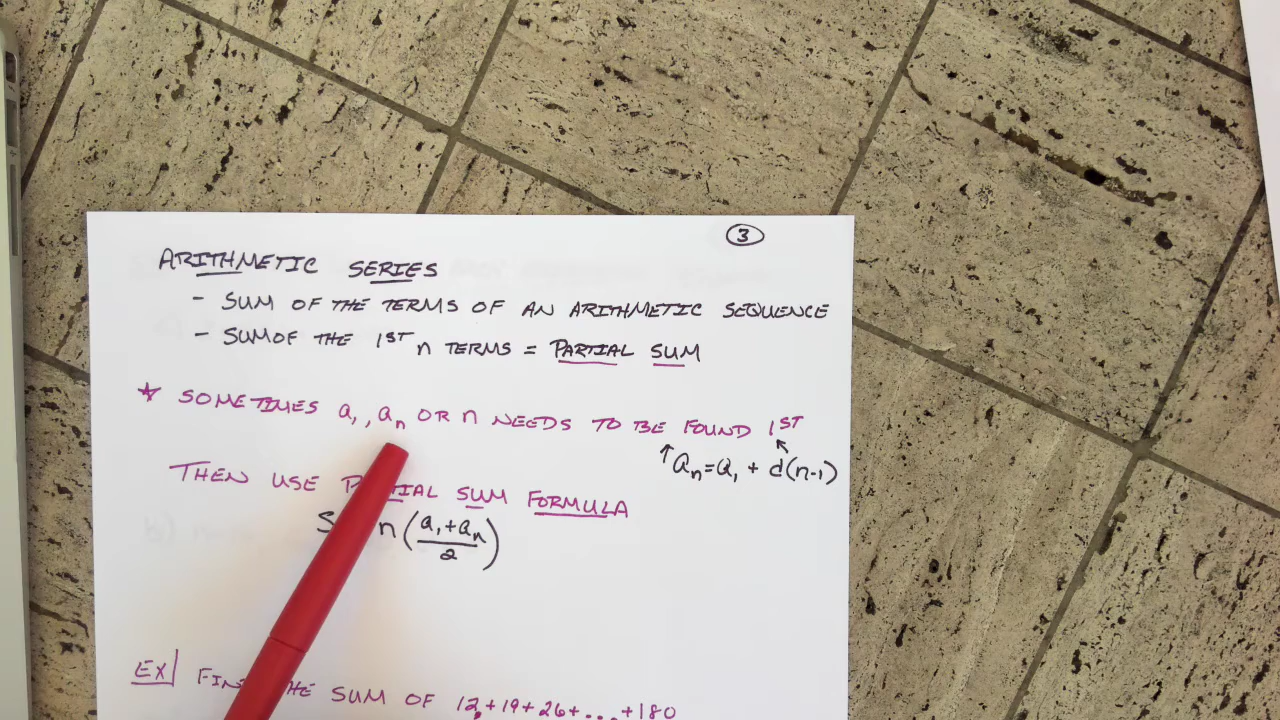 3
ARITHMETIC SERIES
- SUM OF THE TERMS OF AN ARITHMETIC SEQUENCE
- SUM OF THE 1ST n TERMS = PARTIAL SUM
* SOMETIMES a₁, aₙ OR n NEEDS TO BE FOUND 1ST
↑ aₙ = a₁ + d(n-1)
THEN USE SUM FORMULA
n(a₁+aₙ/2)
EX| THE SUM OF 12+19+26+...+180